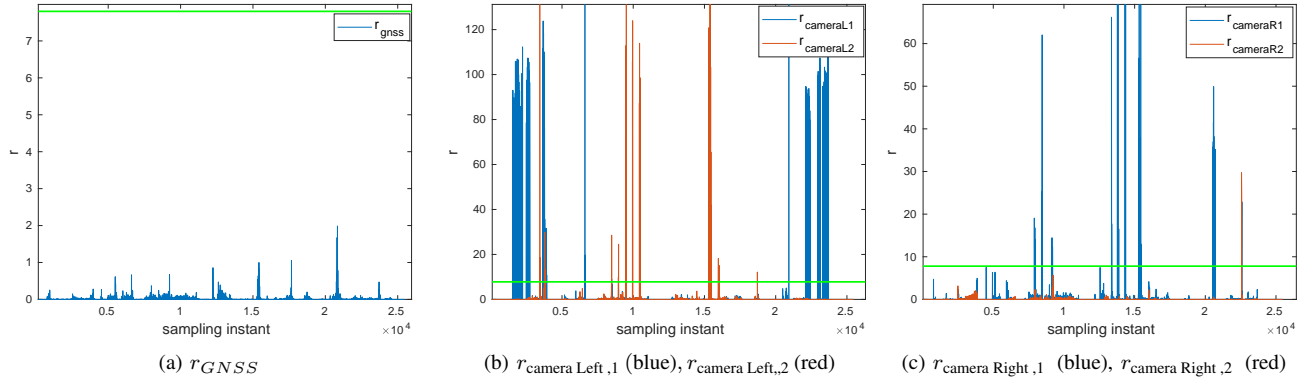 8
7
6
5
4
3
2
1
0
r
r_gnss
0.5 1 1.5 2 2.5
×10^4
sampling instant
(a) r_GNSS
120
100
80
60
40
20
0
r
r_cameraL1
r_cameraL2
0.5 1 1.5 2 2.5
×10^4
sampling instant
(b) r_camera Left ,1 (blue), r_camera Left,,2 (red)
60
50
40
30
20
10
0
r
r_cameraR1
r_cameraR2
0.5 1 1.5 2 2.5
×10^4
sampling instant
(c) r_camera Right ,1 (blue), r_camera Right ,2 (red)